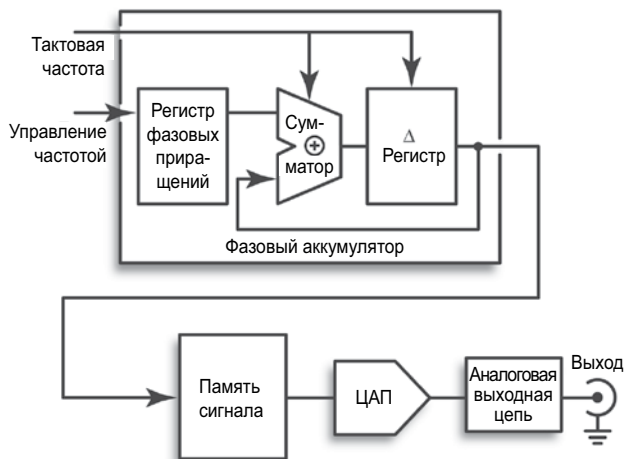 Тактовая
частота
Управление
частотой
Регистр
фазовых
прира-
щений
Сум-
матор
Δ
Регистр
Фазовый аккумулятор
Память
сигнала
ЦАП
Аналоговая
выходная
цепь
Выход